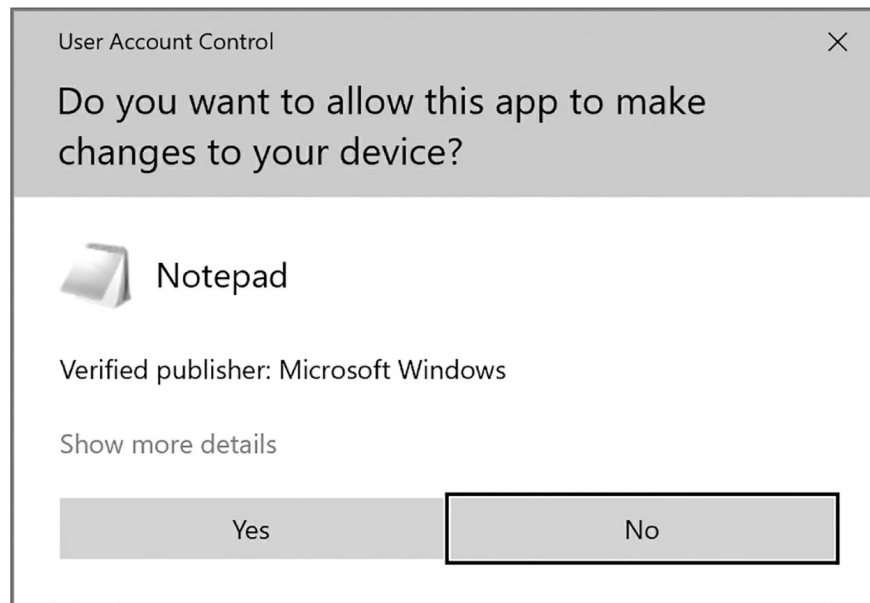 User Account Control
Do you want to allow this app to make
changes to your device?
Notepad
Verified publisher: Microsoft Windows
Show more details
Yes
No